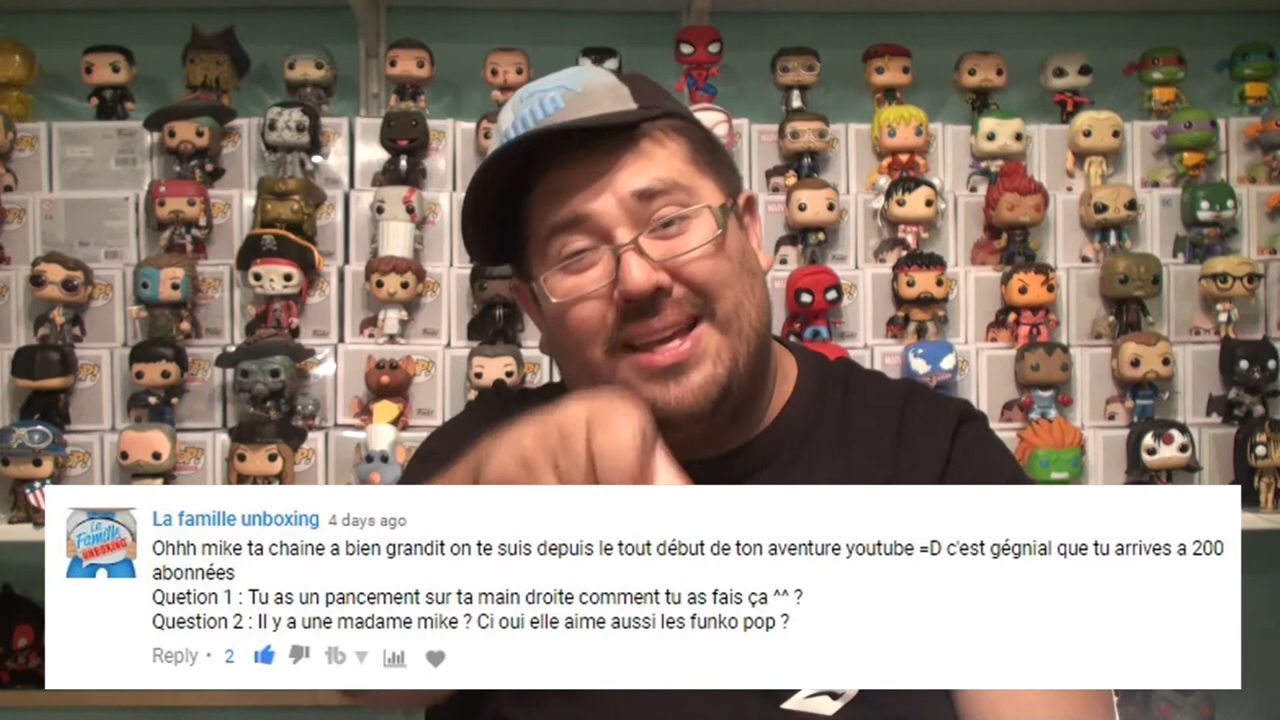 La famille unboxing 4 days ago
Ohhh mike ta chaine a bien grandit on te suis depuis le tout début de ton aventure youtube =D c'est gégnial que tu arrives a 200
abonnées
Quetion 1 : Tu as un pancement sur ta main droite comment tu as fais ça ^^ ?
Question 2 : Il y a une madame mike ? Ci oui elle aime aussi les funko pop ?
Reply • 2
La
Famille
UNBOXING